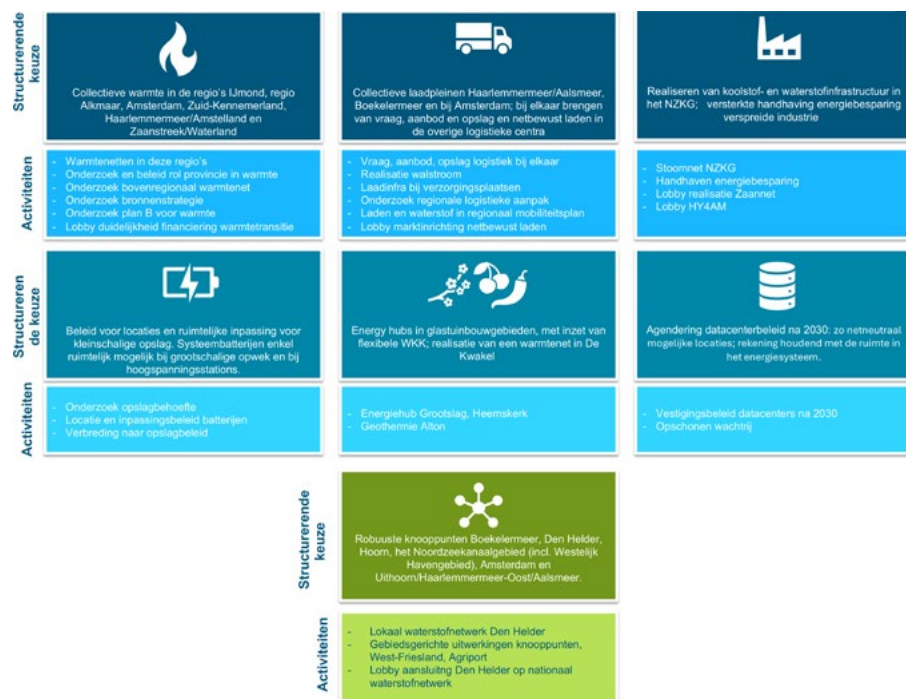 Structurerende
keuze
Collectieve warmte in de regio's IJmond, regio
Alkmaar, Amsterdam, Zuid-Kennemerland,
Haarlemmermeer/Amstelland en
Zaanstreek/Waterland
Collectieve laadpleinen Haarlemmermeer/Aalsmeer,
Boekelermeer en bij Amsterdam; bij elkaar brengen
van vraag, aanbod en opslag en netbewust laden in
de overige logistieke centra
Realiseren van koolstof- en waterstofinfrastructuur in
het NZKG; versterkte handhaving energiebesparing
verspreide industrie
Activiteiten
- Warmtenetten in deze regio's
- Onderzoek en beleid rol provincie in warmte
- Onderzoek bovenregionaal warmtenet
- Onderzoek bronnenstrategie
- Onderzoek plan B voor warmte
- Lobby duidelijkheid financiering warmtetransitie
- Vraag, aanbod, opslag logistiek bij elkaar
- Realisatie walstroom
- Laadinfra bij verzorgingsplaatsen
- Onderzoek regionale logistieke aanpak
- Laden en waterstof in regionaal mobiliteitsplan
- Lobby marktinrichting netbewust laden
- Stoomnet NZKG
- Handhaven energiebesparing
- Lobby realisatie Zaannet
- Lobby HY4AM
Structureren
de keuze
Beleid voor locaties en ruimtelijke inpassing voor
kleinschalige opslag. Systeembatterijen enkel
ruimtelijk mogelijk bij grootschalige opwek en bij
hoogspanningsstations.
Energy hubs in glastuinbouwgebieden, met inzet van
flexibele WKK; realisatie van een warmtenet in De
Kwakel
Agendering datacenterbeleid na 2030: zo netneutraal
mogelijke locaties; rekening houdend met de ruimte in
het energiesysteem.
Activiteiten
- Onderzoek opslagbehoefte
- Locatie en inpassingsbeleid batterijen
- Verbreding naar opslagbeleid
- Energiehub Grootslag, Heemskerk
- Geothermie Alton
- Vestigingsbeleid datacenters na 2030
- Opschonen wachtrij
Structurerende
keuze
Robuuste knooppunten Boekelermeer, Den Helder,
Hoorn, het Noordzeekanaalgebied (incl. Westelijk
Havengebied), Amsterdam en
Uithoorn/Haarlemmermeer-Oost/Aalsmeer.
Activiteiten
- Lokaal waterstofnetwerk Den Helder
- Gebiedsgerichte uitwerkingen knooppunten,
West-Friesland, Agriport
- Lobby aansluitng Den Helder op nationaal
waterstofnetwerk